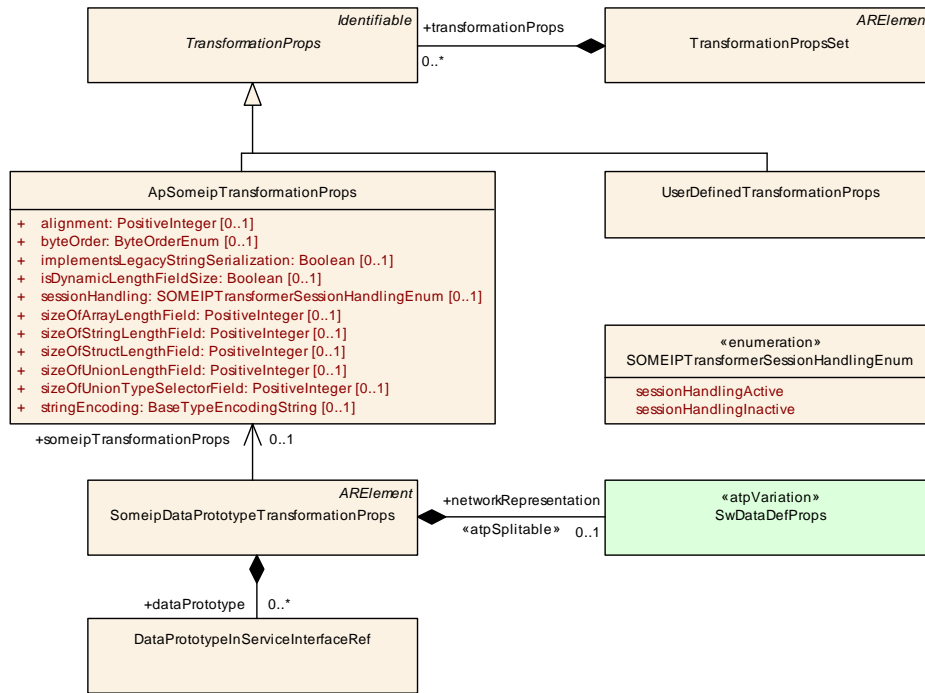 Identifiable
TransformationProps
+transformationProps
0..*
ARElement
TransformationPropsSet
ApSomeipTransformationProps
+ alignment: PositiveInteger [0..1]
+ byteOrder: ByteOrderEnum [0..1]
+ implementsLegacyStringSerialization: Boolean [0..1]
+ isDynamicLengthFieldSize: Boolean [0..1]
+ sessionHandling: SOMEIPTransformerSessionHandlingEnum [0..1]
+ sizeOfArrayLengthField: PositiveInteger [0..1]
+ sizeOfStringLengthField: PositiveInteger [0..1]
+ sizeOfStructLengthField: PositiveInteger [0..1]
+ sizeOfUnionLengthField: PositiveInteger [0..1]
+ sizeOfUnionTypeSelectorField: PositiveInteger [0..1]
+ stringEncoding: BaseTypeEncodingString [0..1]
UserDefinedTransformationProps
«enumeration»
SOMEIPTransformerSessionHandlingEnum
sessionHandlingActive
sessionHandlingInactive
+someipTransformationProps
0..1
ARElement
SomeipDataPrototypeTransformationProps
+networkRepresentation
«atpSplitable»
0..1
«atpVariation»
SwDataDefProps
+dataPrototype
0..*
DataPrototypeInServiceInterfaceRef